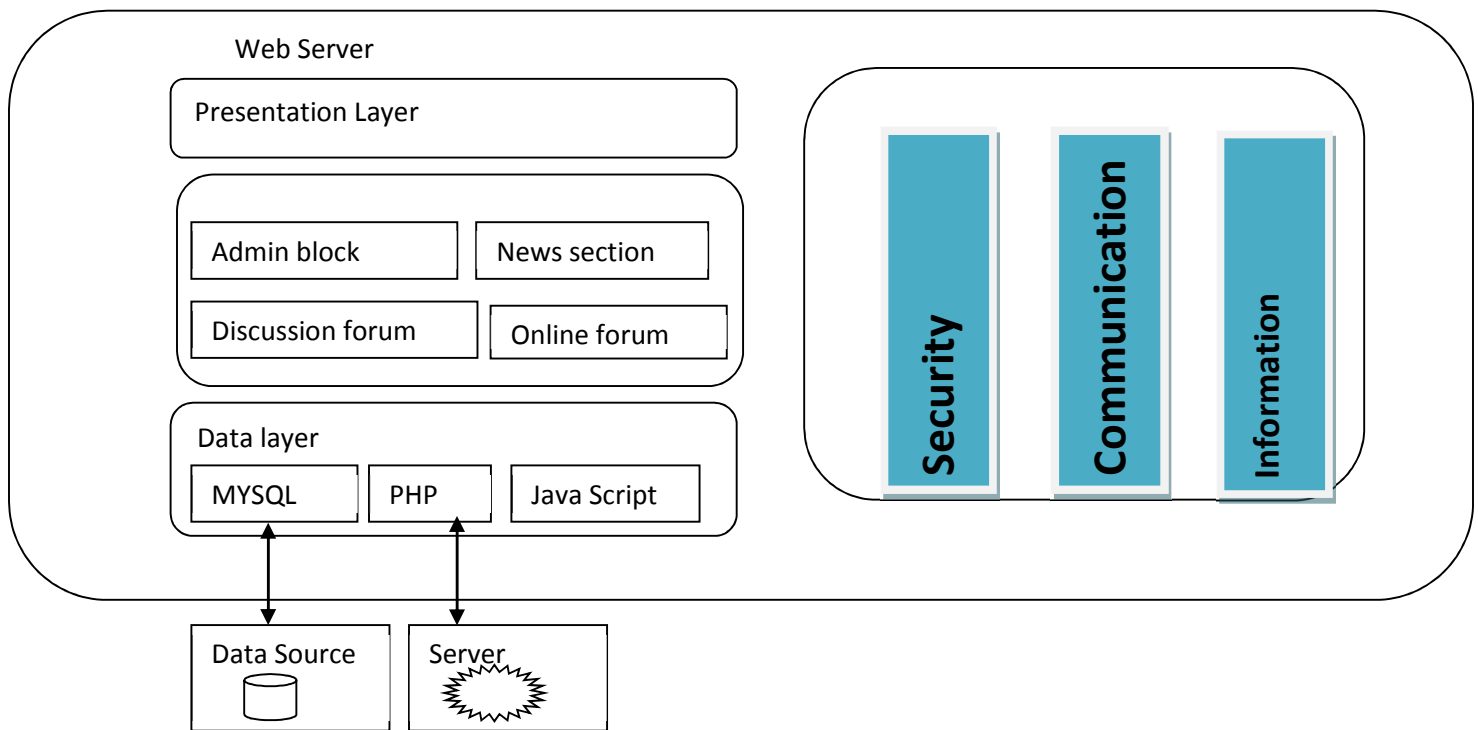 Web Server
Presentation Layer
Admin block
News section
Discussion forum
Online forum
Data layer
MYSQL
PHP
Java Script
Data Source
Server
Security
Communication
Information